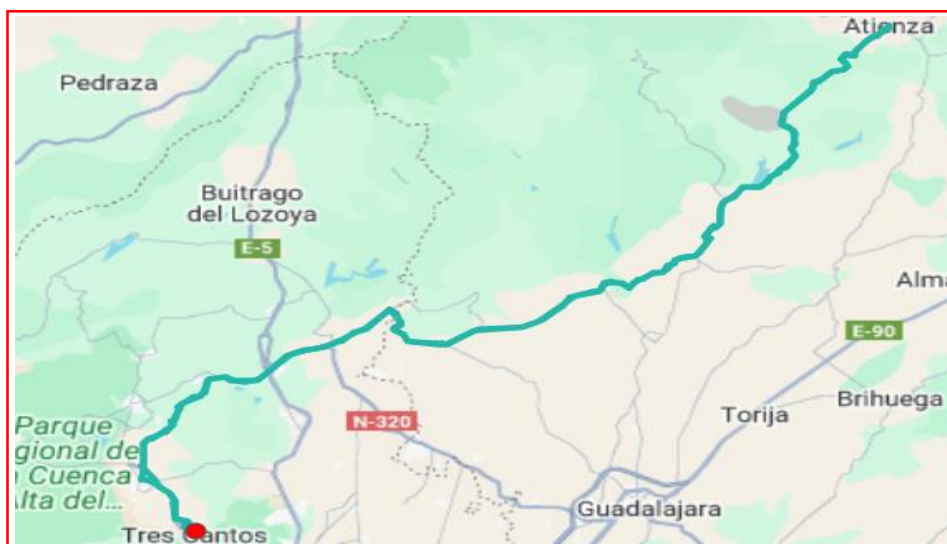 Atienza
Pedraza
Buitrago
del Lozoya
E-5
Alma
E-90
Brihuega
Torija
N-320
Parque
gional de
a Cuenca
Alta del...
Guadalajara
Tres Cantos